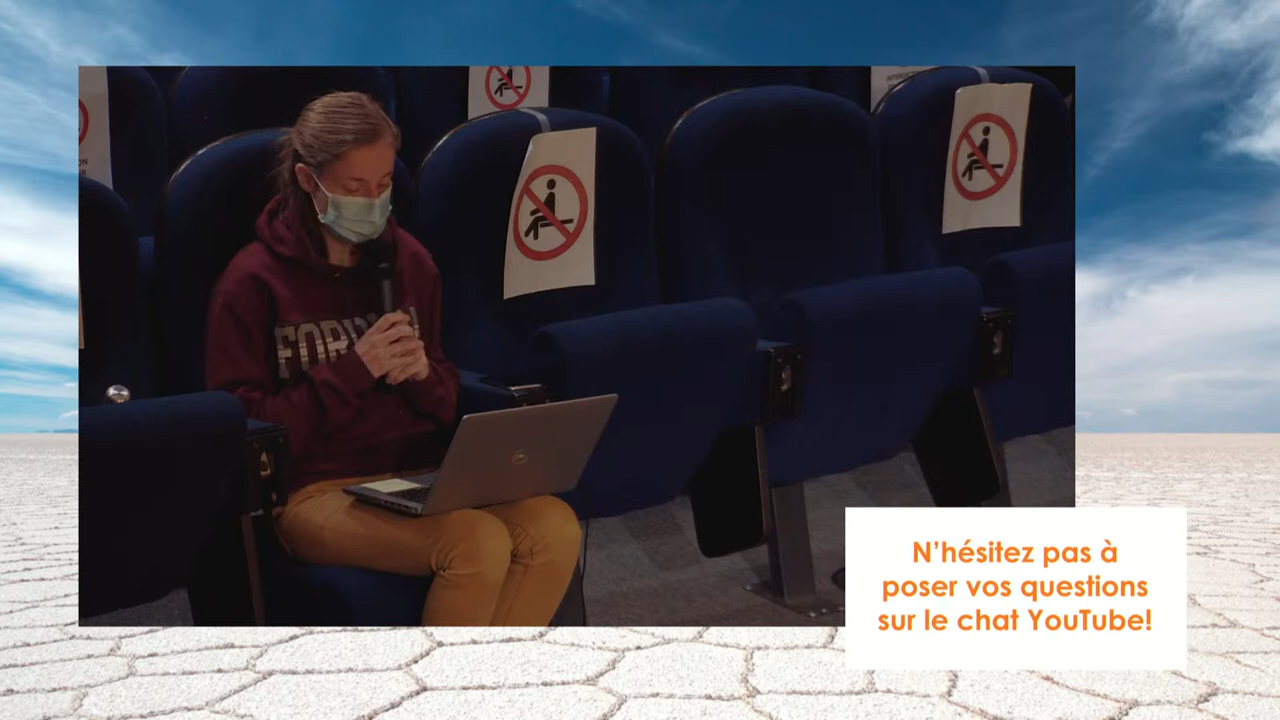 N'hésitez pas à
poser vos questions
sur le chat YouTube!